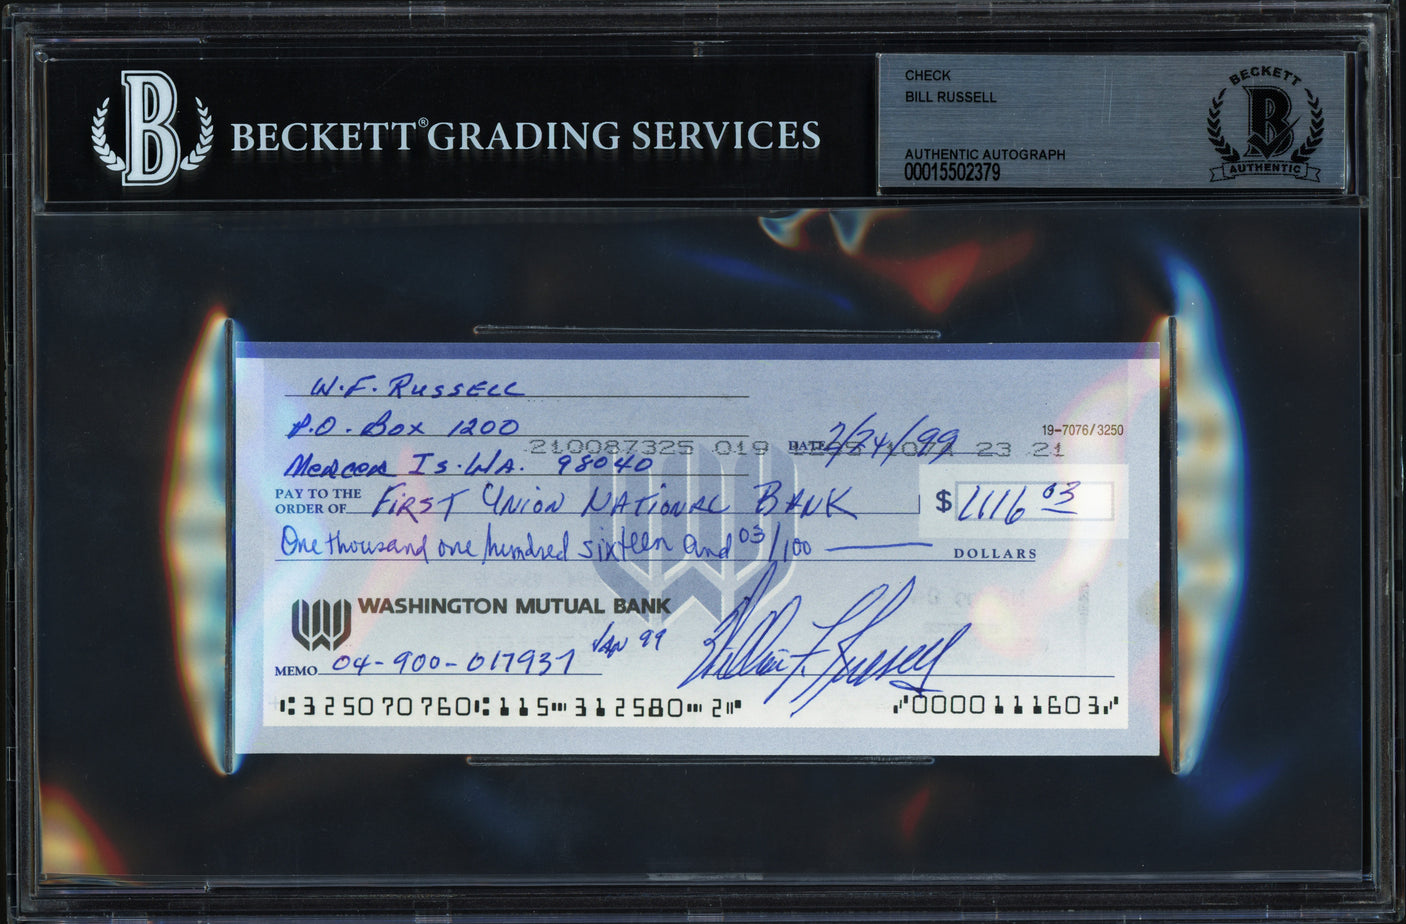 BECKETT® GRADING SERVICES
CHECK
BILL RUSSELL
AUTHENTIC AUTOGRAPH
00015502379
BECKETT
B
AUTHENTIC
W.F. RUSSELL
P.O. Box 1200
210087325 019
DATE 2/24/99
23 21
19-7076/3250
Mercer Is. WA. 98040
PAY TO THE
ORDER OF FIRST UNION NATIONAL BANK $ 1116 03
One thousand one hundred sixteen and 03/100 DOLLARS
WASHINGTON MUTUAL BANK
JAN 99
MEMO 04-900-017937 William F. Russell
325070760 115 312580 2 0000111603